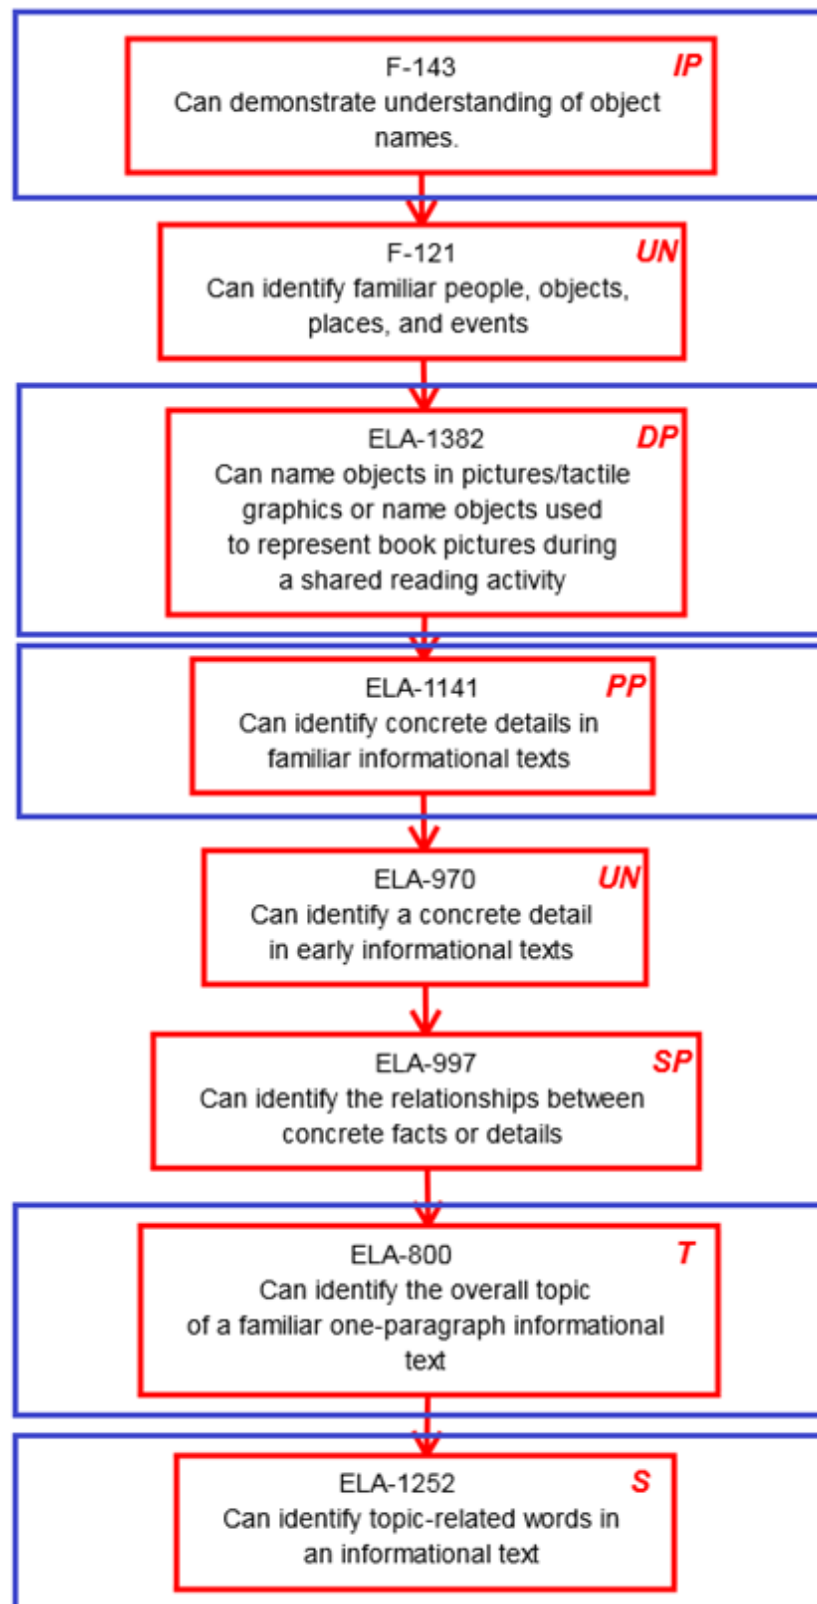 F-143 IP
Can demonstrate understanding of object
names.
F-121 UN
Can identify familiar people, objects,
places, and events
ELA-1382 DP
Can name objects in pictures/tactile
graphics or name objects used
to represent book pictures during
a shared reading activity
ELA-1141 PP
Can identify concrete details in
familiar informational texts
ELA-970 UN
Can identify a concrete detail
in early informational texts
ELA-997 SP
Can identify the relationships between
concrete facts or details
ELA-800 T
Can identify the overall topic
of a familiar one-paragraph informational
text
ELA-1252 S
Can identify topic-related words in
an informational text